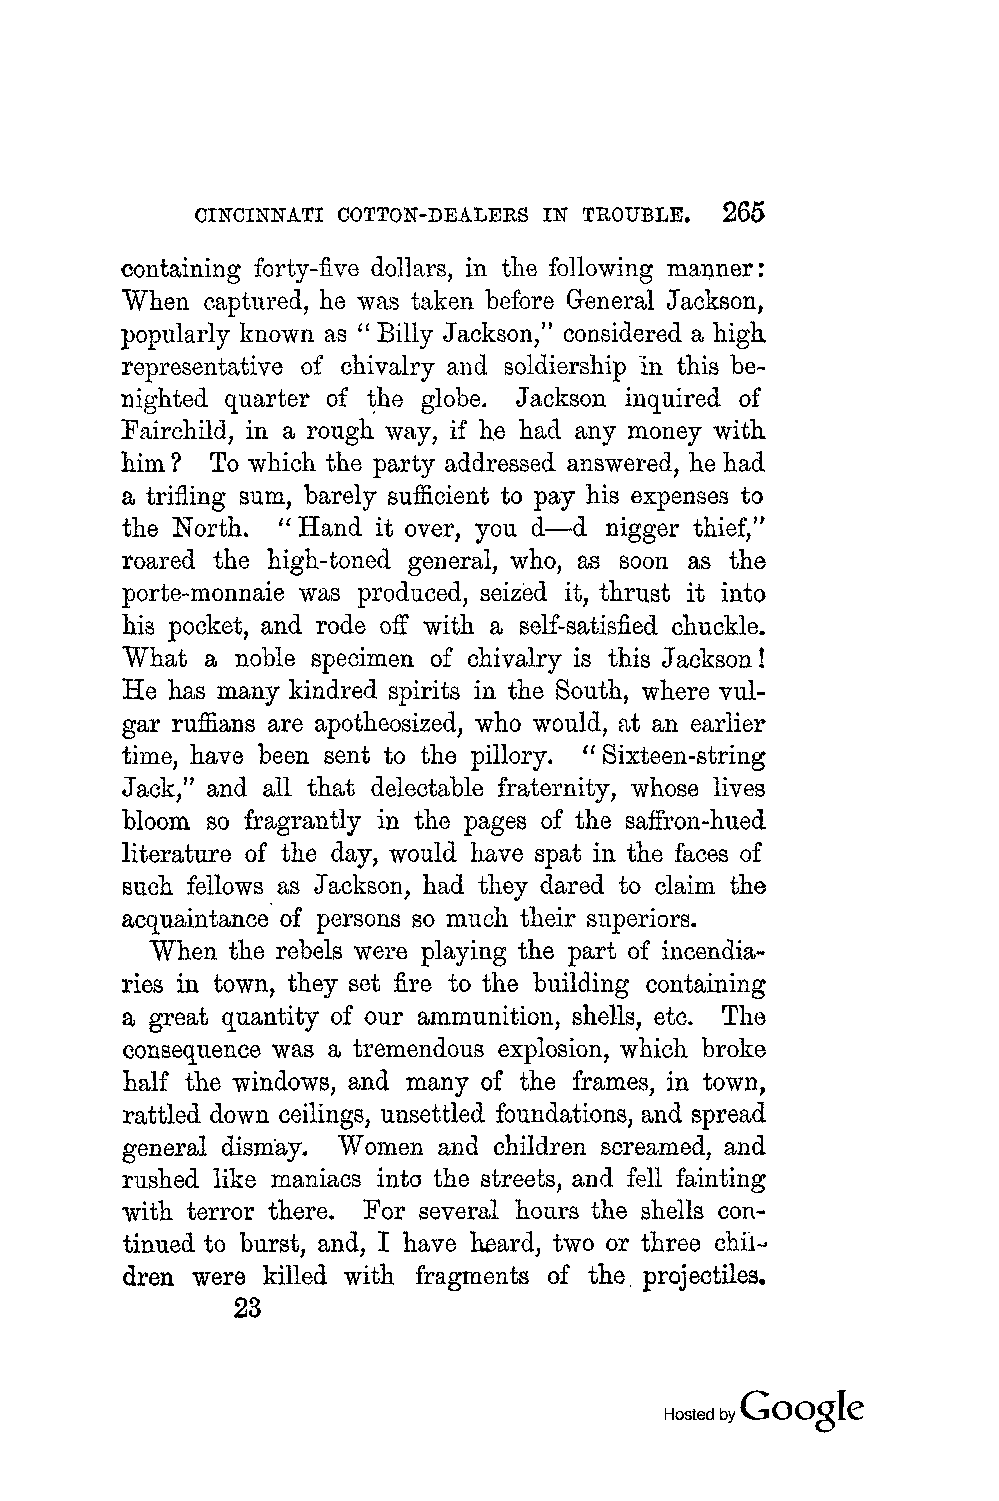 CINCINNATI COTTON-DEALERS IN TROUBLE. 265
containing forty-five dollars, in the following manner:
When captured, he was taken before General Jackson,
popularly known as “Billy Jackson,” considered a high
representative of chivalry and soldiership in this be-
nighted quarter of the globe. Jackson inquired of
Fairchild, in a rough way, if he had any money with
him? To which the party addressed answered, he had
a trifling sum, barely sufficient to pay his expenses to
the North. “Hand it over, you d—d nigger thief,”
roared the high-toned general, who, as soon as the
porte-monnaie was produced, seized it, thrust it into
his pocket, and rode off with a self-satisfied chuckle.
What a noble specimen of chivalry is this Jackson!
He has many kindred spirits in the South, where vul-
gar ruffians are apotheosized, who would, at an earlier
time, have been sent to the pillory. “Sixteen-string
Jack,” and all that delectable fraternity, whose lives
bloom so fragrantly in the pages of the saffron-hued
literature of the day, would have spat in the faces of
such fellows as Jackson, had they dared to claim the
acquaintance of persons so much their superiors.
When the rebels were playing the part of incendia-
ries in town, they set fire to the building containing
a great quantity of our ammunition, shells, etc. The
consequence was a tremendous explosion, which broke
half the windows, and many of the frames, in town,
rattled down ceilings, unsettled foundations, and spread
general dismay. Women and children screamed, and
rushed like maniacs into the streets, and fell fainting
with terror there. For several hours the shells con-
tinued to burst, and, I have heard, two or three chil-
dren were killed with fragments of the projectiles.
23
Hosted by Google